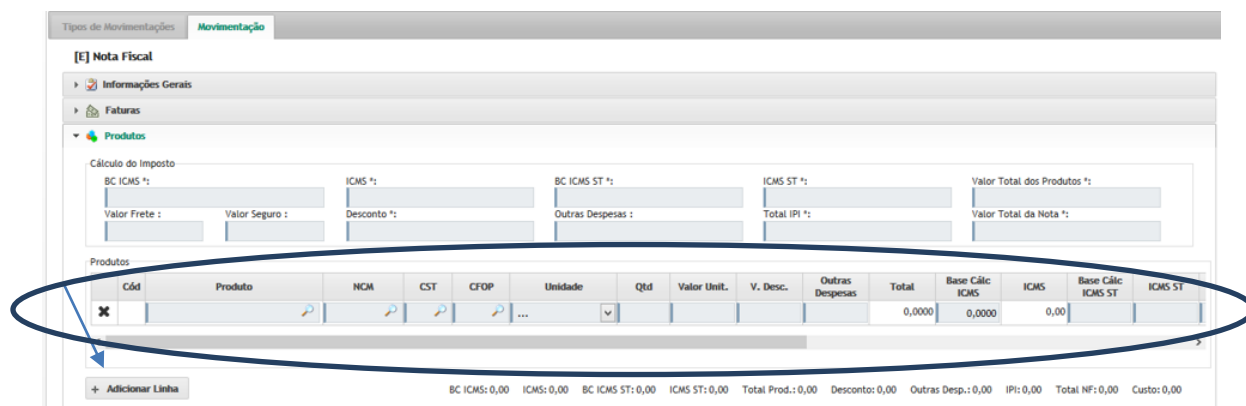 Tipos de Movimentações Movimentação
[E] Nota Fiscal
Informações Gerais
Faturas
Produtos
Cálculo do Imposto
BC ICMS *: ICMS *: BC ICMS ST *: ICMS ST *: Valor Total dos Produtos *:
Valor Frete : Valor Seguro : Desconto *: Outras Despesas : Total IPI *: Valor Total da Nota *:
Produtos
Cód Produto NCM CST CFOP Unidade Qtd Valor Unit. V. Desc. Outras Despesas Total Base Cálc ICMS ICMS Base Cálc ICMS ST ICMS ST
... 0,0000 0,0000 0,00
+ Adicionar Linha BC ICMS: 0,00 ICMS: 0,00 BC ICMS ST: 0,00 ICMS ST: 0,00 Total Prod.: 0,00 Desconto: 0,00 Outras Desp.: 0,00 IPI: 0,00 Total NF: 0,00 Custo: 0,00